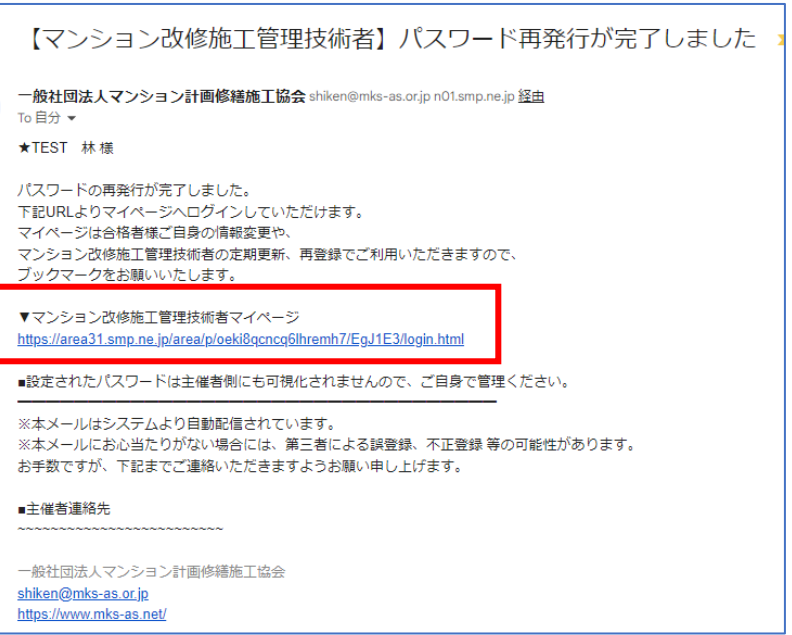 【マンション改修施工管理技術者】パスワード再発行が完了しました
一般社団法人マンション計画修繕施工協会 shiken@mks-as.or.jp n01.smp.ne.jp 経由
To 自分 ▼
★TEST 林 様
パスワードの再発行が完了しました。
下記URLよりマイページへログインしていただけます。
マイページは合格者様ご自身の情報変更や、
マンション改修施工管理技術者の定期更新、再登録でご利用いただきますので、
ブックマークをお願いいたします。
▼マンション改修施工管理技術者マイページ
https://area31.smp.ne.jp/area/p/oeki8qcncq6lhremh7/EgJ1E3/login.html
■設定されたパスワードは主催者側にも可視化されませんので、ご自身で管理ください。
※本メールはシステムより自動配信されています。
※本メールにお心当たりがない場合には、第三者による誤登録、不正登録 等の可能性があります。
お手数ですが、下記までご連絡いただきますようお願い申し上げます。
■主催者連絡先
~~~~~~~~~~~~~~~~~~~~~~~~~
一般社団法人マンション計画修繕施工協会
shiken@mks-as.or.jp
https://www.mks-as.net/